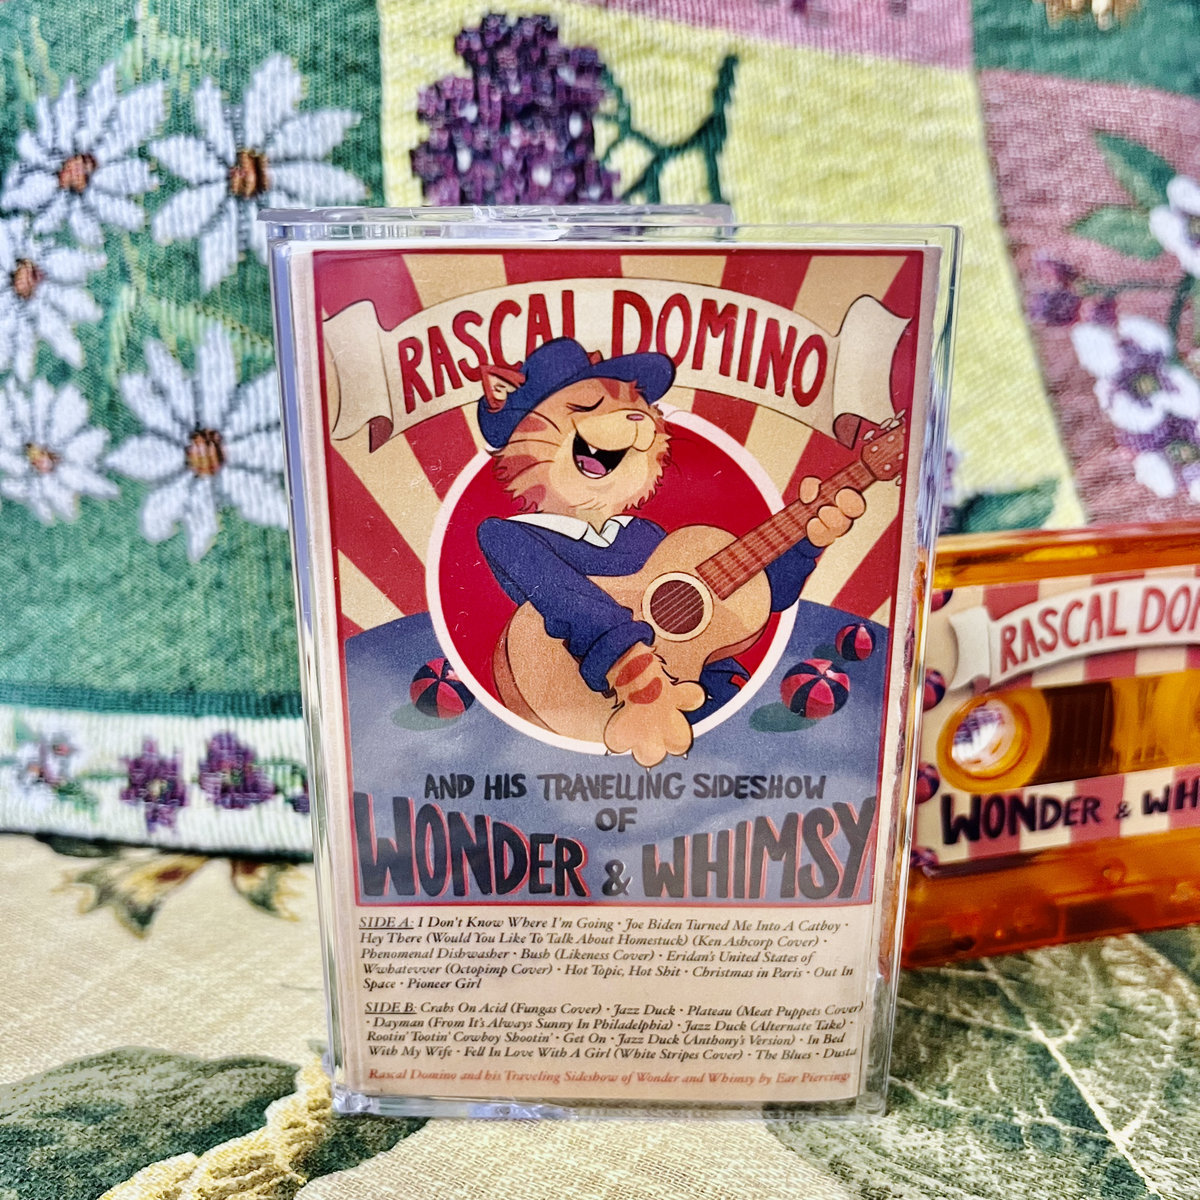 RASCAL DOMINO
AND HIS TRAVELLING SIDESHOW
OF
WONDER & WHIMSY
SIDE A: I Don't Know Where I'm Going • Joe Biden Turned Me Into A Catboy •
Hey There (Would You Like To Talk About Homestuck) (Ken Ashcorp Cover) •
Phenomenal Dishwasher • Bush (Likeness Cover) • Eridan's United States of
Wwhatevver (Octopimp Cover) • Hot Topic, Hot Shit • Christmas in Paris • Out In
Space • Pioneer Girl
SIDE B: Crabs On Acid (Fungas Cover) • Jazz Duck • Plateau (Meat Puppets Cover)
• Dayman (From It's Always Sunny In Philadelphia) • Jazz Duck (Alternate Take) •
Rootin' Tootin' Cowboy Shootin' • Get On • Jazz Duck (Anthony's Version) • In Bed
With My Wife • Fell In Love With A Girl (White Stripes Cover) • The Blues • Dusta
Rascal Domino and his Traveling Sideshow of Wonder and Whimsy by Ear Piercings
RASCAL DO
WONDER & WH